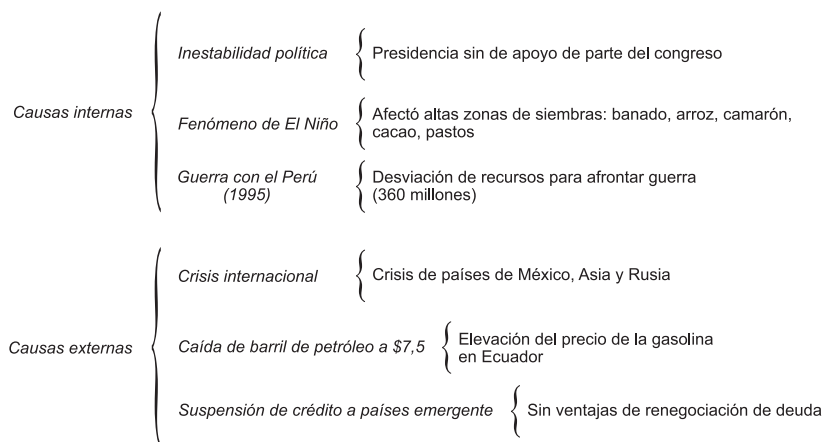 Causas internas
Inestabilidad política
Presidencia sin de apoyo de parte del congreso
Fenómeno de El Niño
Afectó altas zonas de siembras: banado, arroz, camarón,
cacao, pastos
Guerra con el Perú
(1995)
Desviación de recursos para afrontar guerra
(360 millones)
Causas externas
Crisis internacional
Crisis de países de México, Asia y Rusia
Caída de barril de petróleo a $7,5
Elevación del precio de la gasolina
en Ecuador
Suspensión de crédito a países emergente
Sin ventajas de renegociación de deuda